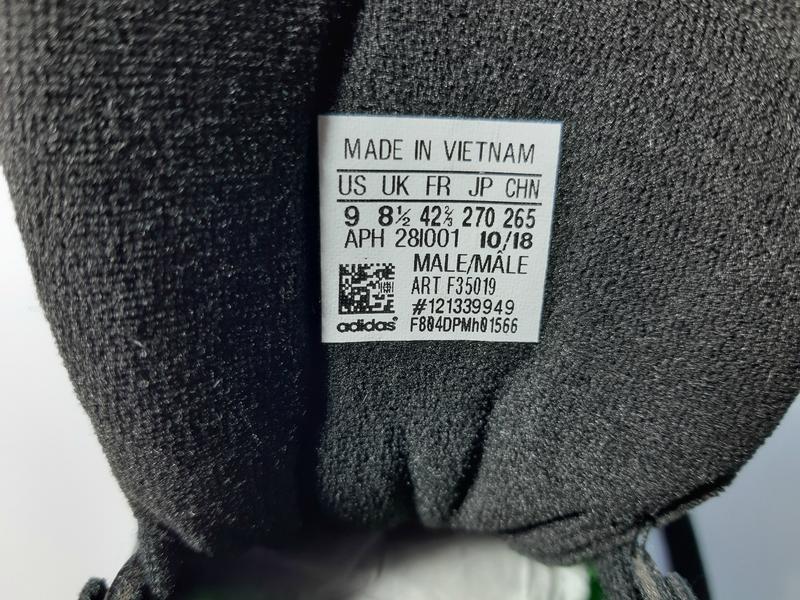 MADE IN VIETNAM
US UK FR JP CHN
9 8½ 42⅔ 270 265
APH 28I001 10/18
MALE/MÂLE
ART F35019
#121339949
adidas® F804DPMh01566